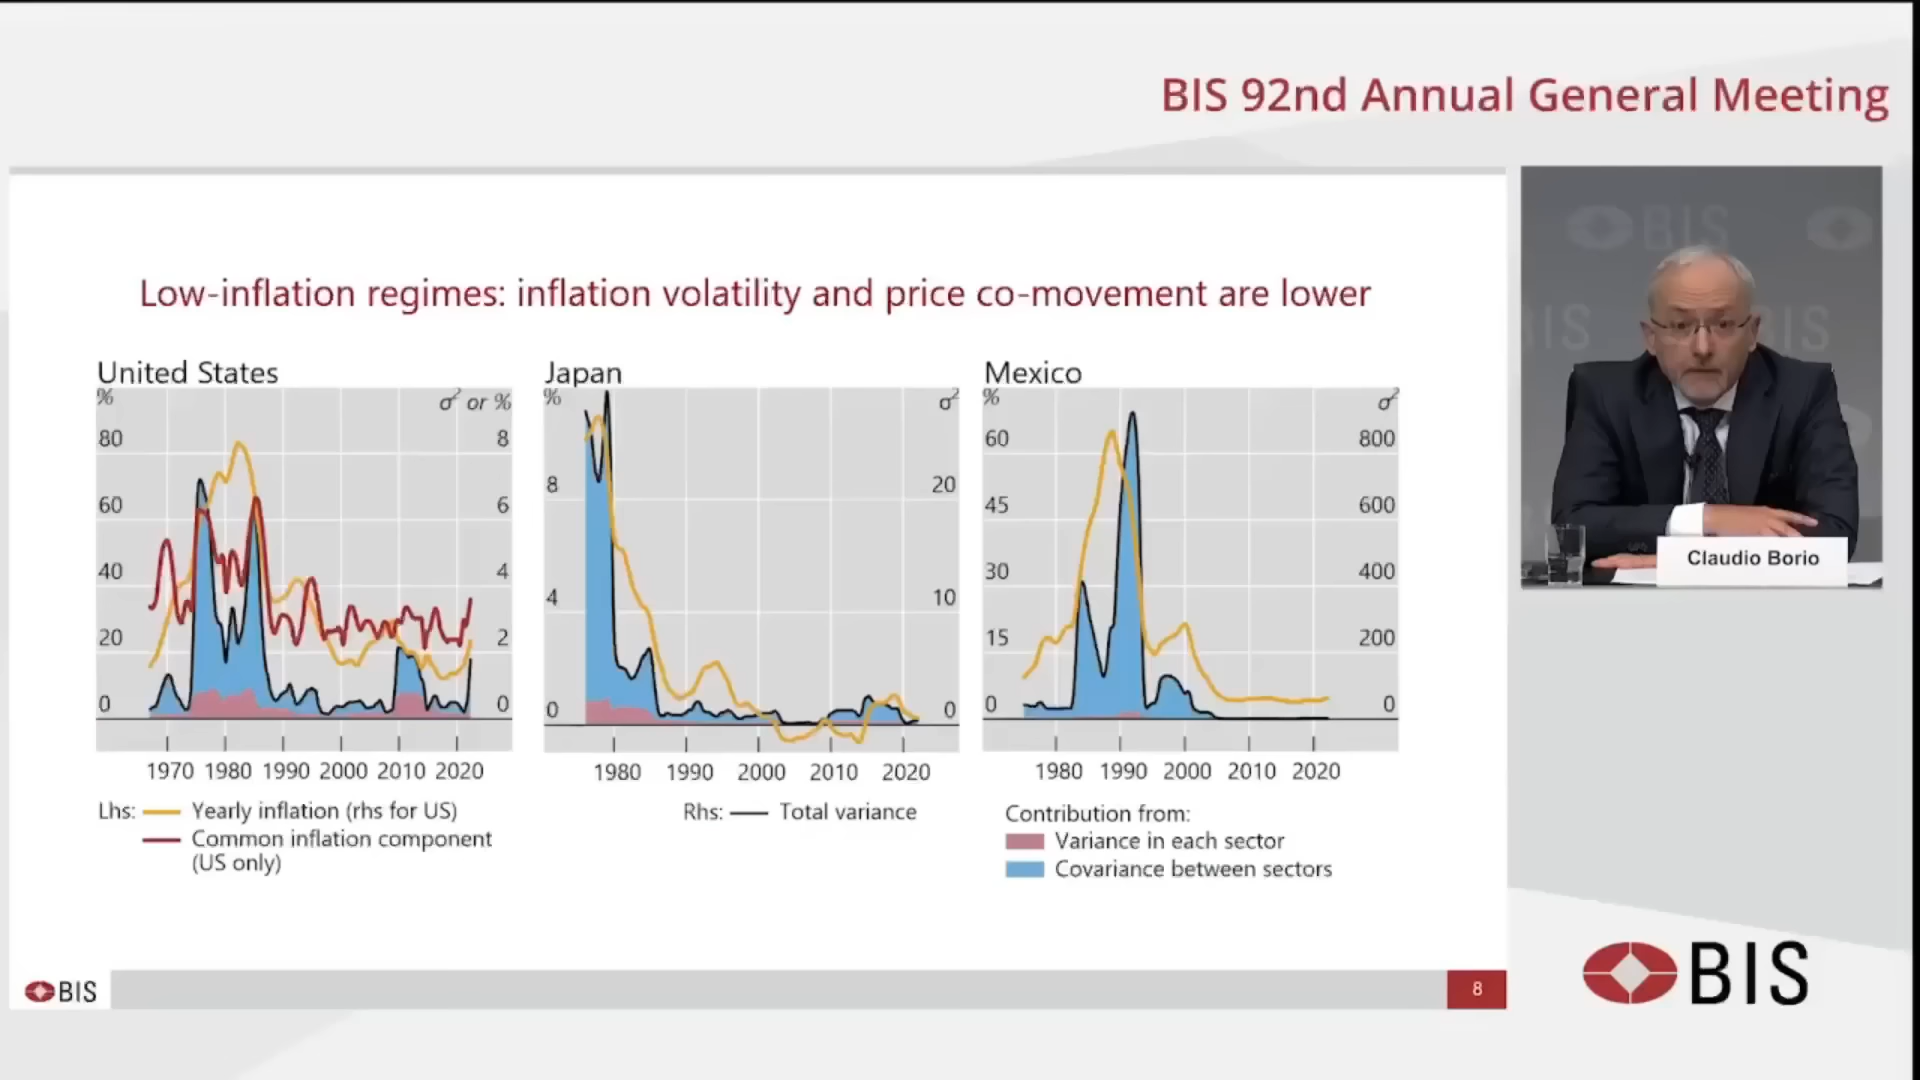 BIS 92nd Annual General Meeting
Low-inflation regimes: inflation volatility and price co-movement are lower
United States
% σ² or %
80 8
60 6
40 4
20 2
0 0
1970 1980 1990 2000 2010 2020
Japan
% σ²
8 20
4 10
0 0
1980 1990 2000 2010 2020
Mexico
% σ²
60 800
45 600
30 400
15 200
0 0
1980 1990 2000 2010 2020
Lhs: Yearly inflation (rhs for US)
Common inflation component
(US only)
Rhs: Total variance
Contribution from:
Variance in each sector
Covariance between sectors
BIS
8
BIS
BIS
BIS
Claudio Borio
BIS